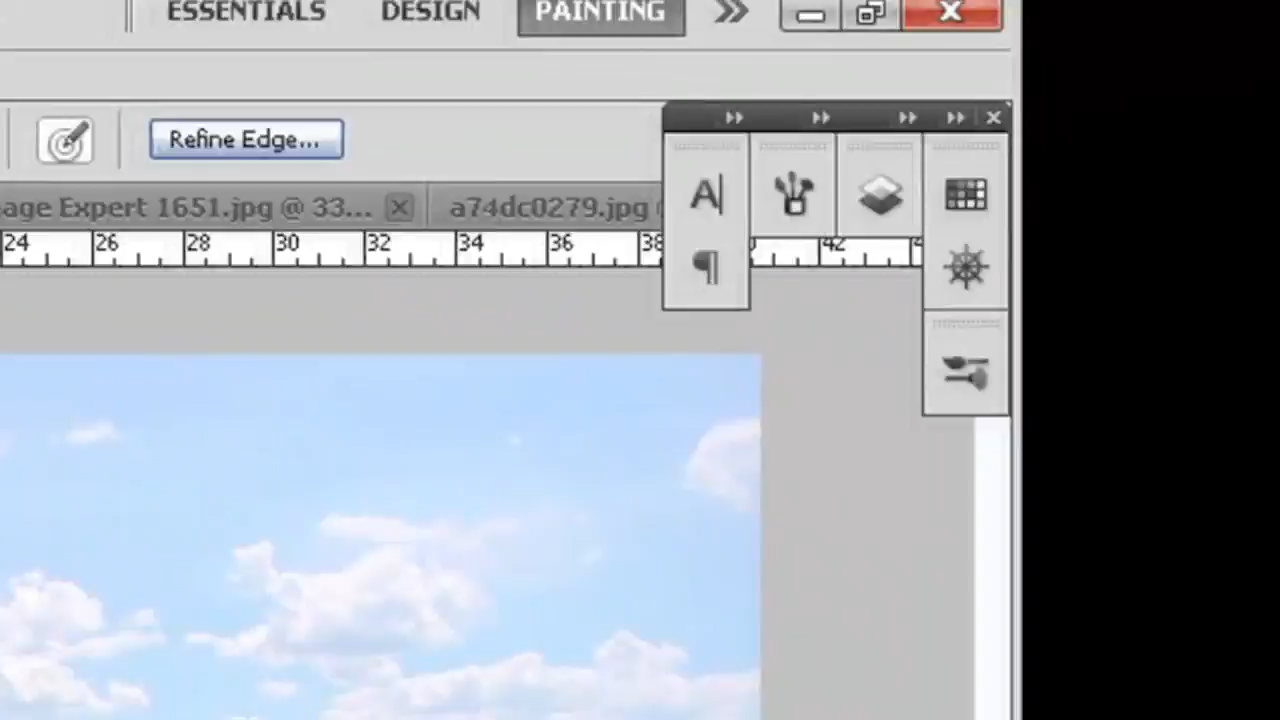 ESSENTIALS DESIGN PAINTING
Refine Edge...
age Expert 1651.jpg @ 33... a74dc0279.jpg
24 26 28 30 32 34 36 38 42
A
¶